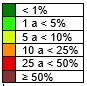 < 1%
1 a < 5%
5 a < 10%
10 a < 25%
25 a < 50%
≥ 50%